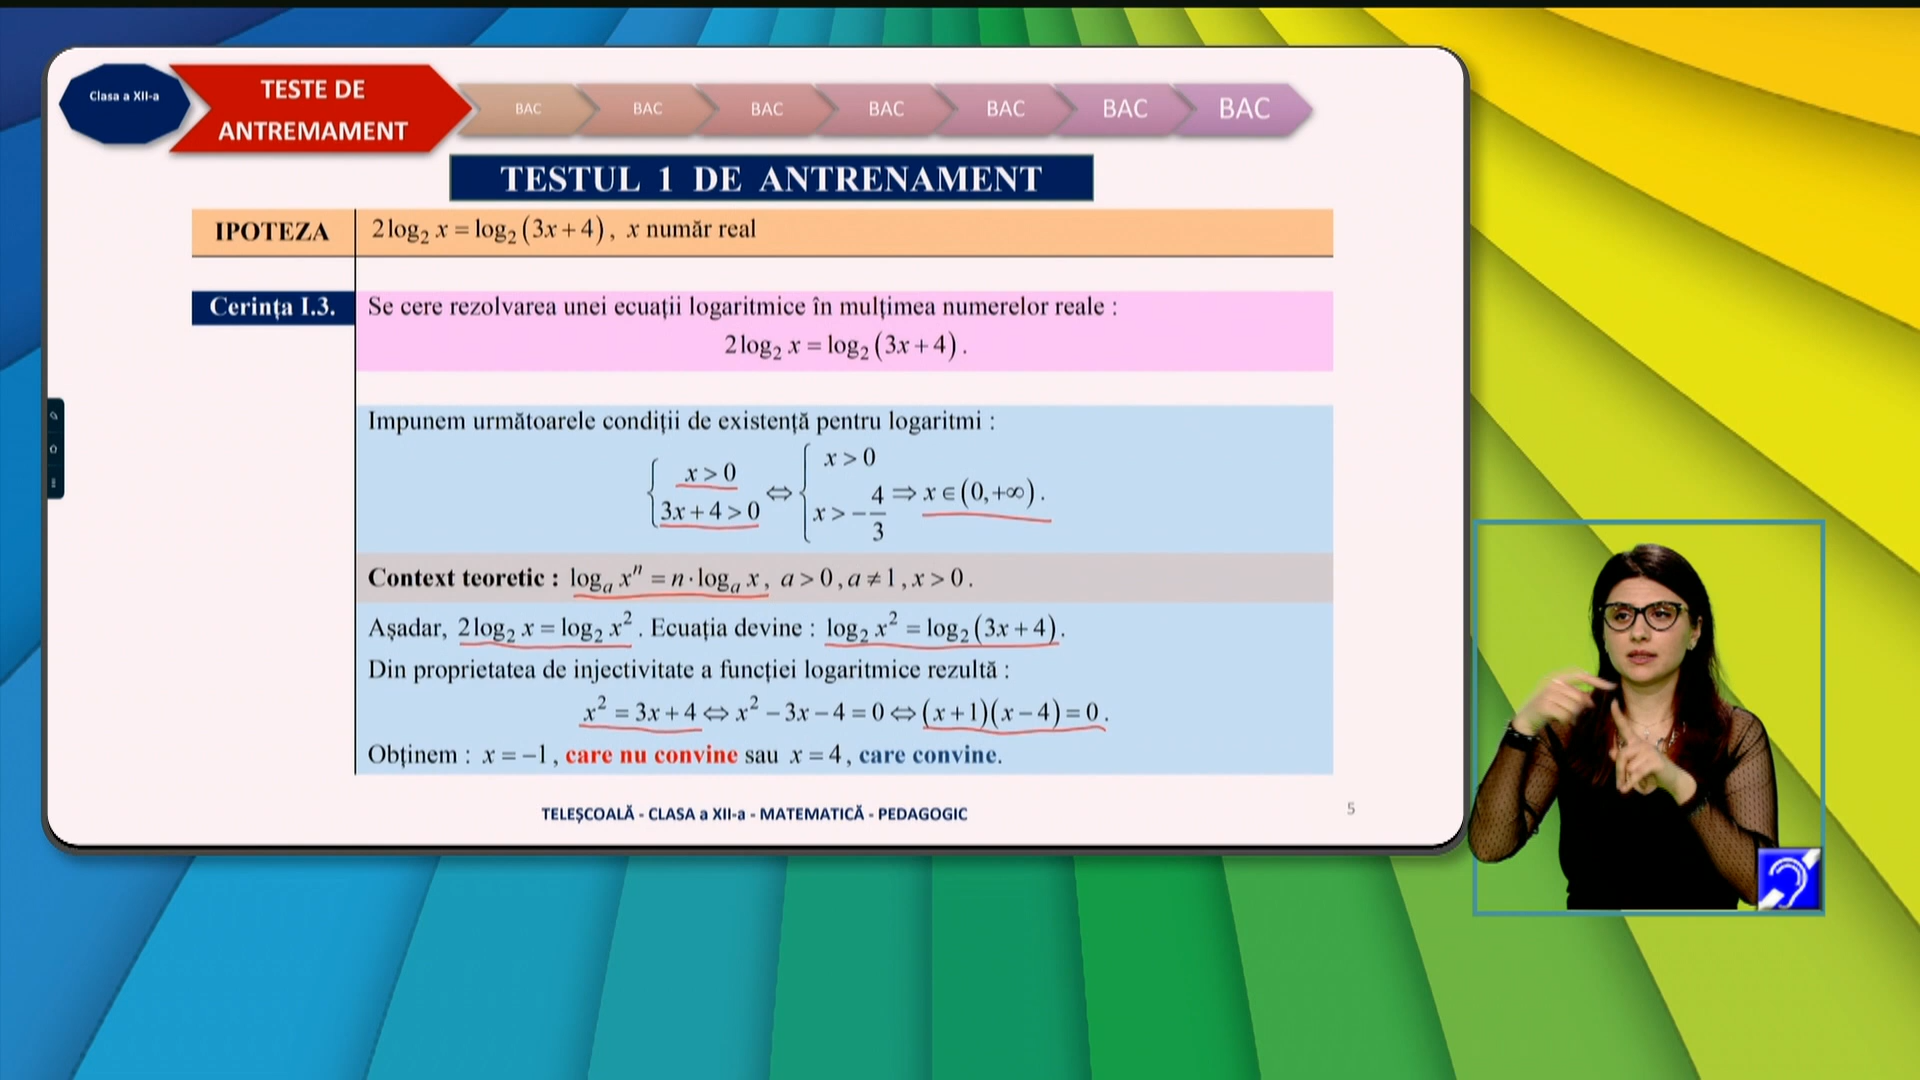 Clasa a XII-a
TESTE DE
ANTREMAMENT
BAC BAC BAC BAC BAC BAC BAC
TESTUL 1 DE ANTRENAMENT
IPOTEZA 2log₂ x = log₂(3x+4), x număr real
Cerința I.3. Se cere rezolvarea unei ecuații logaritmice în mulțimea numerelor reale :
2log₂ x = log₂(3x+4).
Impunem următoarele condiții de existență pentru logaritmi :
{x>0, 3x+4>0 ⇔ {x>0, x>−4/3 ⇒ x∈(0,+∞).
Context teoretic : logₐ xⁿ = n·logₐ x, a>0, a≠1, x>0.
Așadar, 2log₂ x = log₂ x². Ecuația devine : log₂ x² = log₂(3x+4).
Din proprietatea de injectivitate a funcției logaritmice rezultă :
x² = 3x+4 ⇔ x²−3x−4=0 ⇔ (x+1)(x−4)=0.
Obținem : x=−1, care nu convine sau x=4, care convine.
TELEȘCOALĂ - CLASA a XII-a - MATEMATICĂ - PEDAGOGIC
5